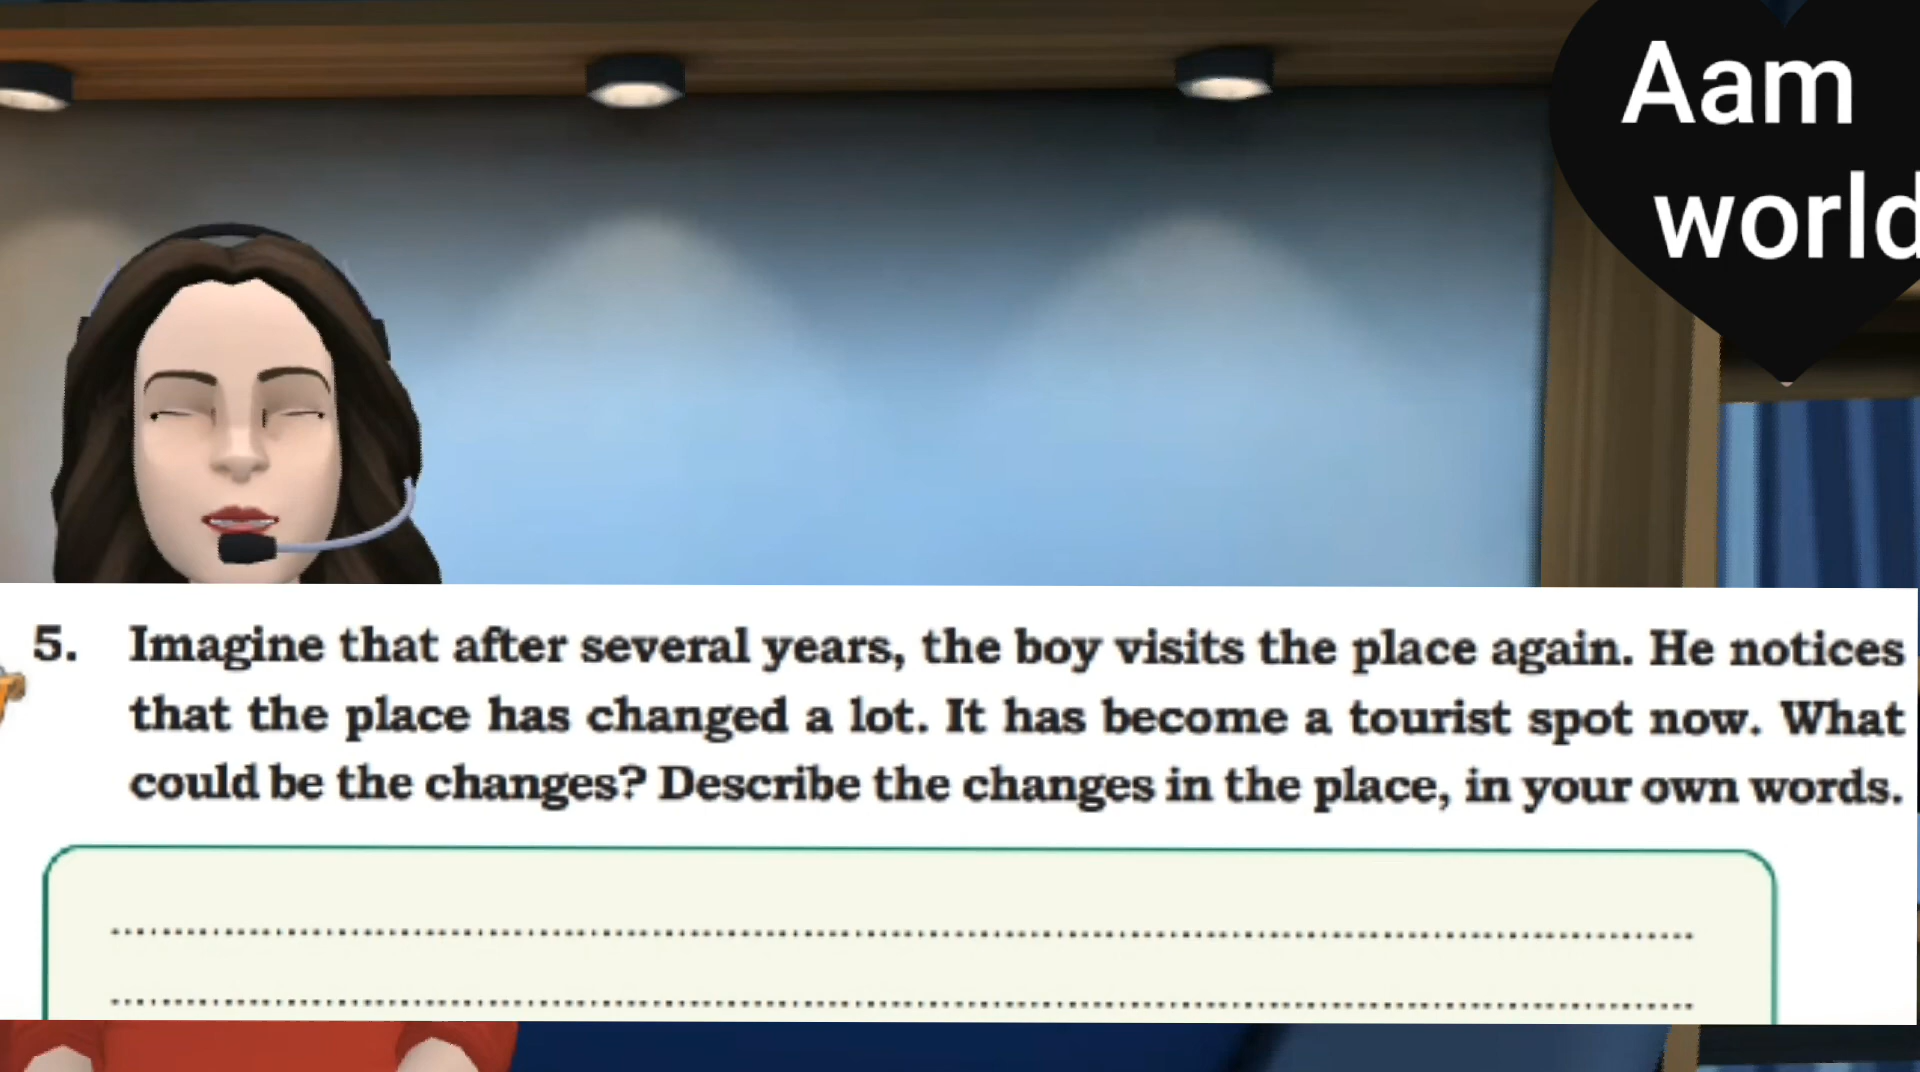 Aam
world
5. Imagine that after several years, the boy visits the place again. He notices
that the place has changed a lot. It has become a tourist spot now. What
could be the changes? Describe the changes in the place, in your own words.